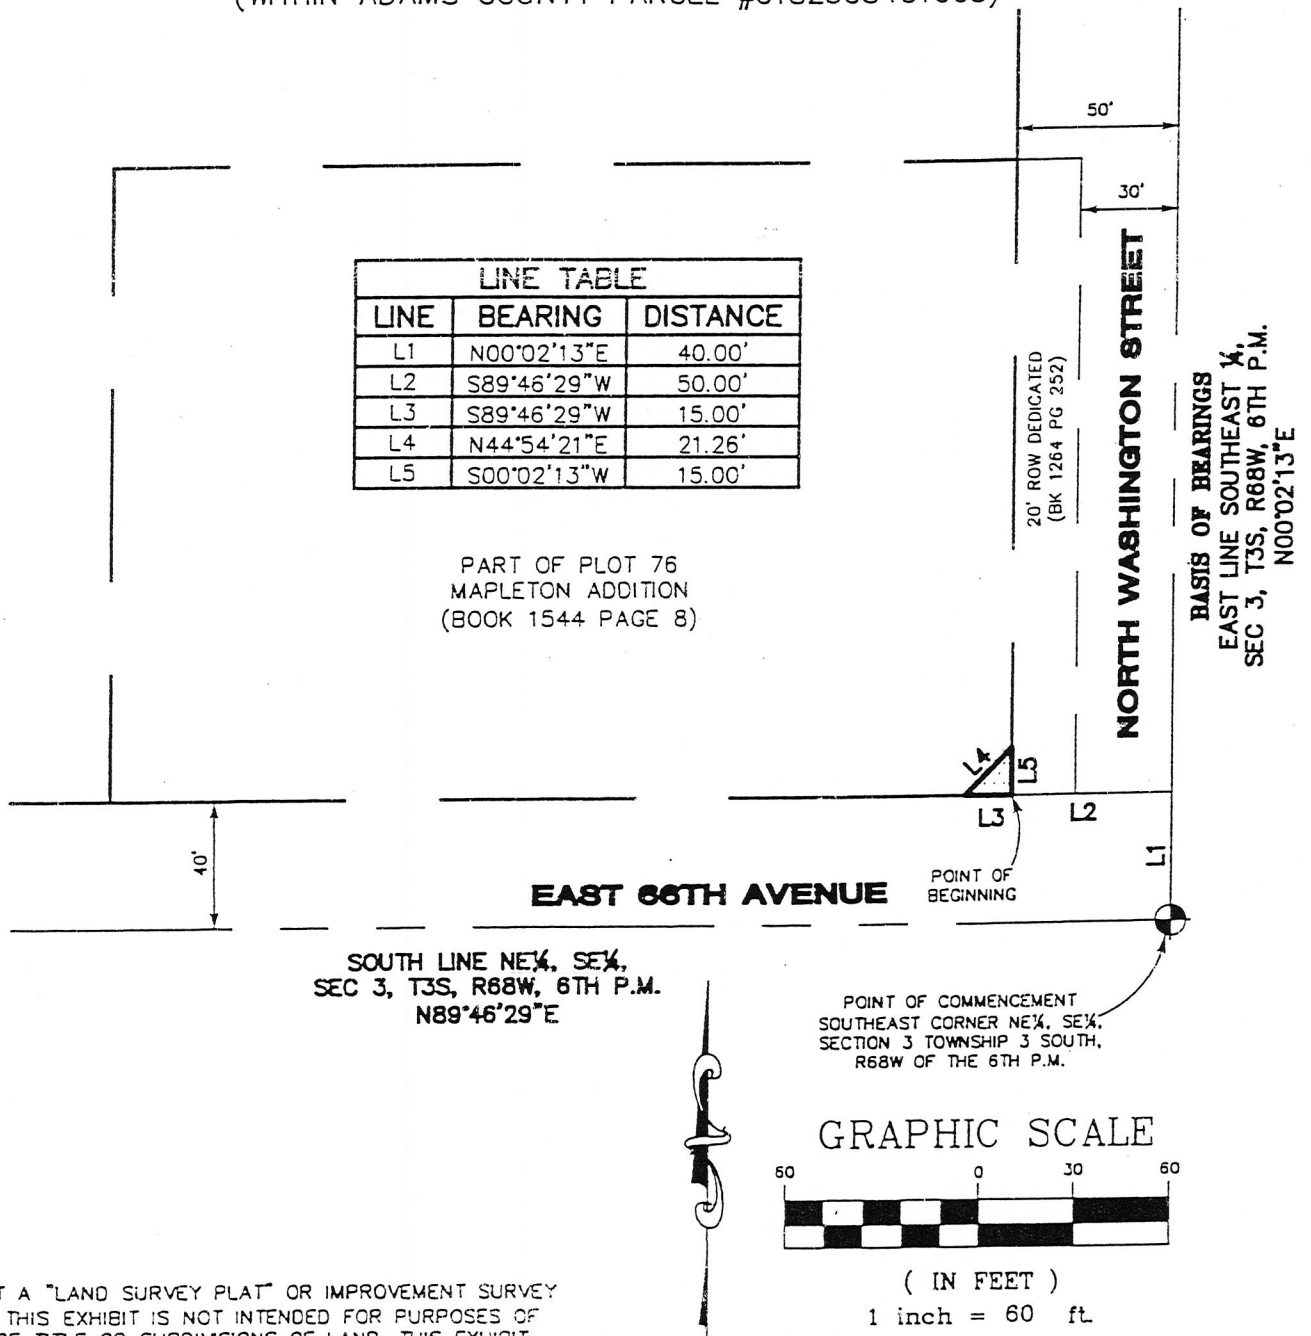 50'
30'
LINE TABLE
LINE BEARING DISTANCE
L1 N00°02'13"E 40.00'
L2 S89°46'29"W 50.00'
L3 S89°46'29"W 15.00'
L4 N44°54'21"E 21.26'
L5 S00°02'13"W 15.00'
20' ROW DEDICATED
(BK 1264 PG 252)
NORTH WASHINGTON STREET
BASIS OF BEARINGS
EAST LINE SOUTHEAST ¼,
SEC 3, T3S, R68W, 6TH P.M.
N00°02'13"E
PART OF PLOT 76
MAPLETON ADDITION
(BOOK 1544 PAGE 8)
L4
L5
L3
L2
L1
40'
POINT OF
BEGINNING
EAST 66TH AVENUE
SOUTH LINE NE¼, SE¼,
SEC 3, T3S, R68W, 6TH P.M.
N89°46'29"E
POINT OF COMMENCEMENT
SOUTHEAST CORNER NE¼, SE¼,
SECTION 3 TOWNSHIP 3 SOUTH,
R68W OF THE 6TH P.M.
GRAPHIC SCALE
60 0 30 60
( IN FEET )
1 inch = 60 ft.
A "LAND SURVEY PLAT" OR IMPROVEMENT SURVEY
THIS EXHIBIT IS NOT INTENDED FOR PURPOSES OF